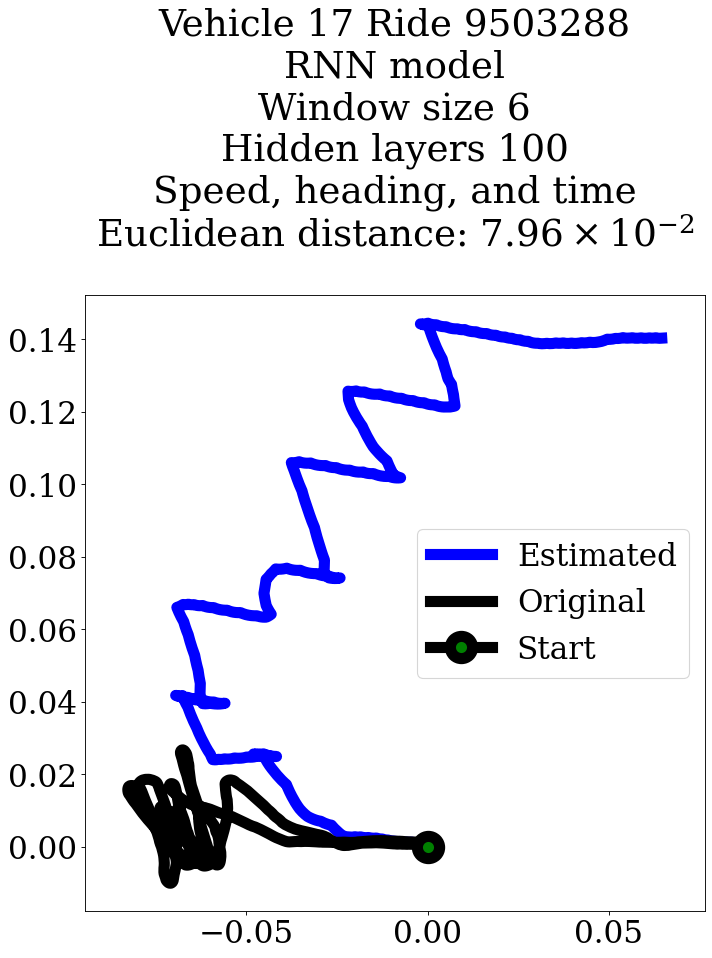 Vehicle 17 Ride 9503288
RNN model
Window size 6
Hidden layers 100
Speed, heading, and time
Euclidean distance: 7.96 × 10⁻²
0.14
0.12
0.10
0.08
0.06
0.04
0.02
0.00
Estimated
Original
Start
−0.05 0.00 0.05